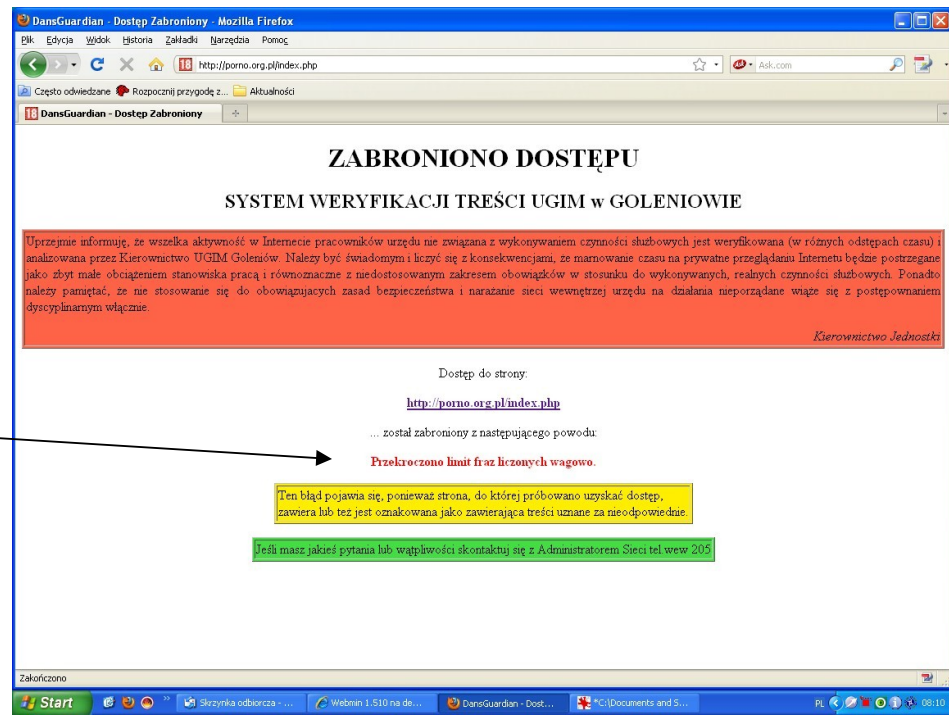 DansGuardian - Dostęp Zabroniony - Mozilla Firefox
Plik Edycja Widok Historia Zakładki Narzędzia Pomoc
http://porno.org.pl/index.php
Ask.com
Często odwiedzane Rozpocznij przygodę z... Aktualności
DansGuardian - Dostęp Zabroniony
ZABRONIONO DOSTĘPU
SYSTEM WERYFIKACJI TREŚCI UGIM w GOLENIOWIE
Uprzejmie informuję, że wszelka aktywność w Internecie pracowników urzędu nie związana z wykonywaniem czynności służbowych jest weryfikowana (w różnych odstępach czasu) i
analizowana przez Kierownictwo UGIM Goleniów. Należy być świadomym i liczyć się z konsekwencjami, że marnowanie czasu na prywatne przeglądaniu Internetu będzie postrzegane
jako zbyt małe obciążeniem stanowiska pracą i równoznaczne z niedostosowanym zakresem obowiązków w stosunku do wykonywanych, realnych czynności służbowych. Ponadto
należy pamiętać, że nie stosowanie się do obowiązujacych zasad bezpieczeństwa i narażanie sieci wewnętrzej urzędu na działania nieporządane wiąże się z postępowaniem
dyscyplinarnym włącznie.
Kierownictwo Jednostki
Dostęp do strony:
http://porno.org.pl/index.php
... został zabroniony z następującego powodu:
Przekroczono limit fraz liczonych wagowo.
Ten błąd pojawia się, ponieważ strona, do której próbowano uzyskać dostęp,
zawiera lub też jest oznakowana jako zawierająca treści uznane za nieodpowiednie.
Jeśli masz jakieś pytania lub wątpliwości skontaktuj się z Administratorem Sieci tel.wew 205
Zakończono
Start Skrzynka odbiorcza - ... Webmin 1.510 na de... DansGuardian - Dost... *C:\Documents and S... PL 08:10